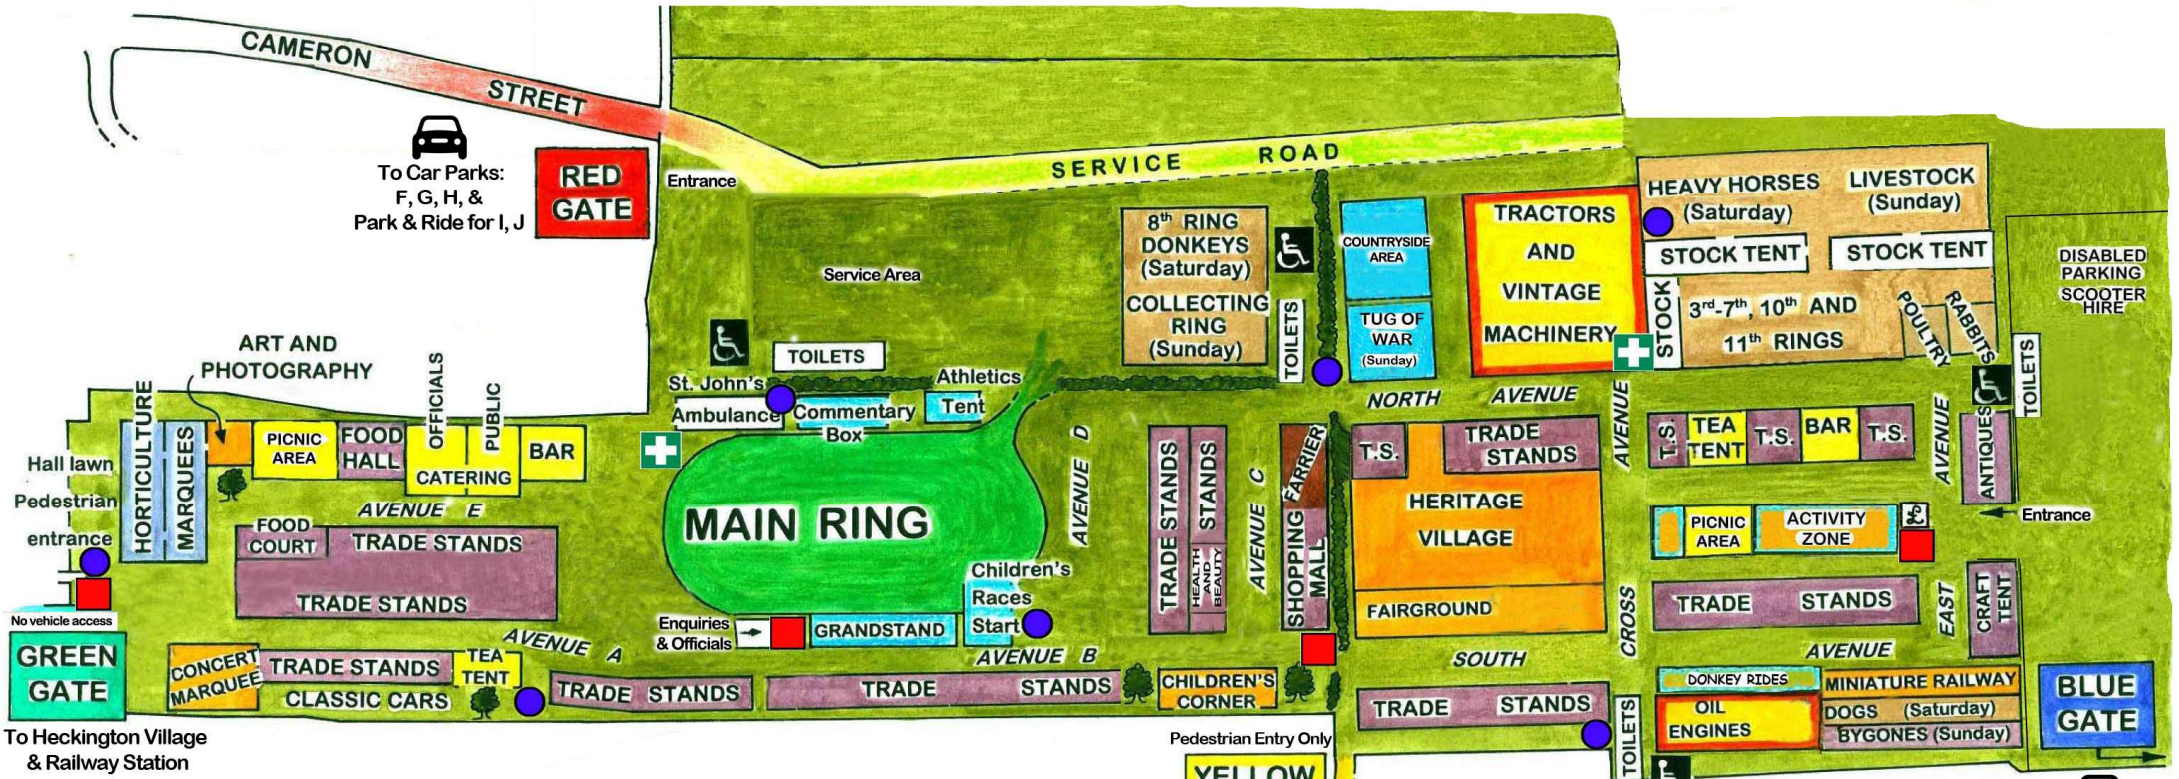 CAMERON STREET
To Car Parks:
F, G, H, &
Park & Ride for I, J
RED
GATE
Entrance
SERVICE ROAD
Service Area
8th RING
DONKEYS
(Saturday)
COLLECTING
RING
(Sunday)
TOILETS
COUNTRYSIDE
AREA
TUG OF
WAR
(Sunday)
TRACTORS
AND
VINTAGE
MACHINERY
HEAVY HORSES
(Saturday)
LIVESTOCK
(Sunday)
STOCK TENT
STOCK TENT
STOCK
3rd-7th, 10th AND
11th RINGS
POULTRY
RABBITS
TOILETS
DISABLED
PARKING
SCOOTER
HIRE
ART AND
PHOTOGRAPHY
TOILETS
St. John's
Ambulance
Commentary
Box
Athletics
Tent
NORTH AVENUE
Hall lawn
Pedestrian
entrance
HORTICULTURE
MARQUEES
PICNIC
AREA
FOOD
HALL
OFFICIALS
PUBLIC
CATERING
BAR
AVENUE E
FOOD
COURT
TRADE STANDS
TRADE STANDS
MAIN RING
AVENUE D
TRADE STANDS
STANDS
HEALTH
AND
BEAUTY
AVENUE C
FARRIER
SHOPPING
MALL
T.S.
TRADE
STANDS
HERITAGE
VILLAGE
FAIRGROUND
CROSS AVENUE
T.S.
TEA
TENT
T.S.
BAR
T.S.
EAST AVENUE
ANTIQUES
Entrance
PICNIC
AREA
ACTIVITY
ZONE
TRADE STANDS
CRAFT
TENT
Children's
Races
Start
Enquiries
& Officials
GRANDSTAND
No vehicle access
GREEN
GATE
To Heckington Village
& Railway Station
CONCERT
MARQUEE
TRADE STANDS
TEA
TENT
CLASSIC CARS
AVENUE A
TRADE STANDS
AVENUE B
TRADE STANDS
CHILDREN'S
CORNER
SOUTH AVENUE
TRADE STANDS
TOILETS
DONKEY RIDES
MINIATURE RAILWAY
OIL
ENGINES
DOGS (Saturday)
BYGONES (Sunday)
BLUE
GATE
Pedestrian Entry Only
YELLOW